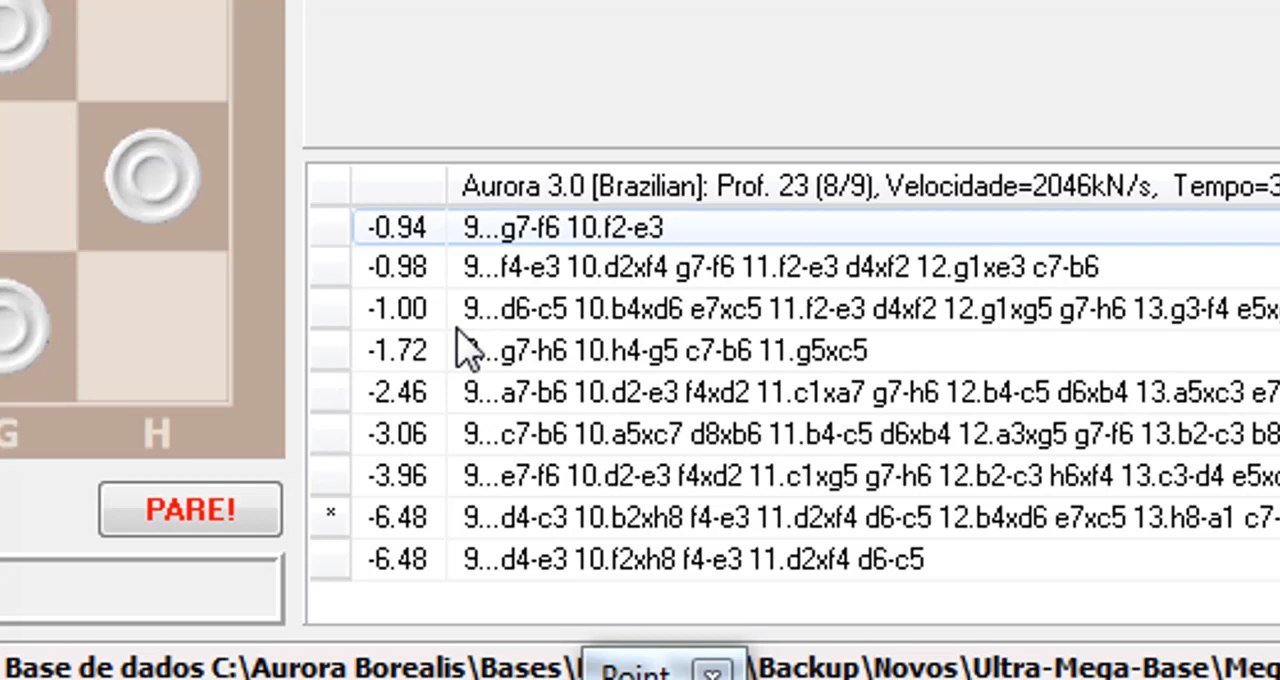 Aurora 3.0 [Brazilian]: Prof. 23 (8/9), Velocidade=2046kN/s, Tempo=3
-0.94 9...g7-f6 10.f2-e3
-0.98 9...f4-e3 10.d2xf4 g7-f6 11.f2-e3 d4xf2 12.g1xe3 c7-b6
-1.00 9...d6-c5 10.b4xd6 e7xc5 11.f2-e3 d4xf2 12.g1xg5 g7-h6 13.g3-f4 e5x
-1.72 ...g7-h6 10.h4-g5 c7-b6 11.g5xc5
-2.46 9...a7-b6 10.d2-e3 f4xd2 11.c1xa7 g7-h6 12.b4-c5 d6xb4 13.a5xc3 e7
-3.06 9...c7-b6 10.a5xc7 d8xb6 11.b4-c5 d6xb4 12.a3xg5 g7-f6 13.b2-c3 b8
-3.96 9...e7-f6 10.d2-e3 f4xd2 11.c1xg5 g7-h6 12.b2-c3 h6xf4 13.c3-d4 e5x
* -6.48 9...d4-c3 10.b2xh8 f4-e3 11.d2xf4 d6-c5 12.b4xd6 e7xc5 13.h8-a1 c7-
-6.48 9...d4-e3 10.f2xh8 f4-e3 11.d2xf4 d6-c5
G H
PARE!
Base de dados C:\Aurora Borealis\Bases\ Point \Backup\Novos\Ultra-Mega-Base\Meg